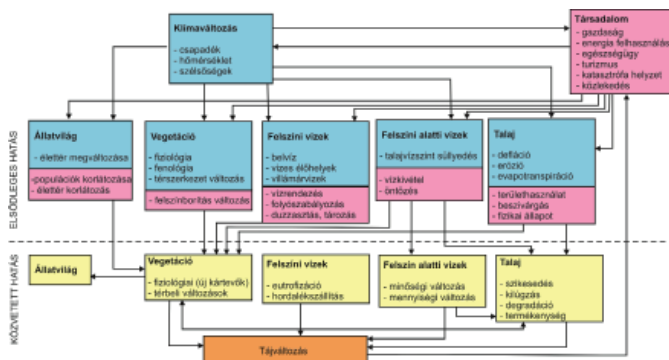 Klímaváltozás
- csapadék
- hőmérséklet
- szélsőségek
Társadalom
- gazdaság
- energia felhasználás
- egészségügy
- turizmus
- katasztrófa helyzet
- közlekedés
ELSŐDLEGES HATÁS
Állatvilág
- élettér megváltozása
-populációk korlátozása
- élettér korlátozás
Vegetáció
- fiziológia
- fenológia
- térszerkezet változás
- felszínborítás változás
Felszíni vizek
- belvíz
- vizes élőhelyek
- villámárvizek
- vízrendezés
- folyószabályozás
- duzzasztás, tározás
Felszíni alatti vizek
- talajvízszint süllyedés
- vízkivétel
- öntözés
Talaj
- defláció
- erózió
- evapotranspiráció
- területhasználat
- beszivárgás
- fizikai állapot
KÖZVETETT HATÁS
Állatvilág
Vegetáció
- fiziológiai (új kártevők)
- térbeli változások
Felszíni vizek
- eutrofizáció
- hordalékszállítás
Felszín alatti vizek
- minőségi változás
- mennyiségi változás
Talaj
- szikesedés
- kilúgzás
- degradáció
- termékenység
Tájváltozás